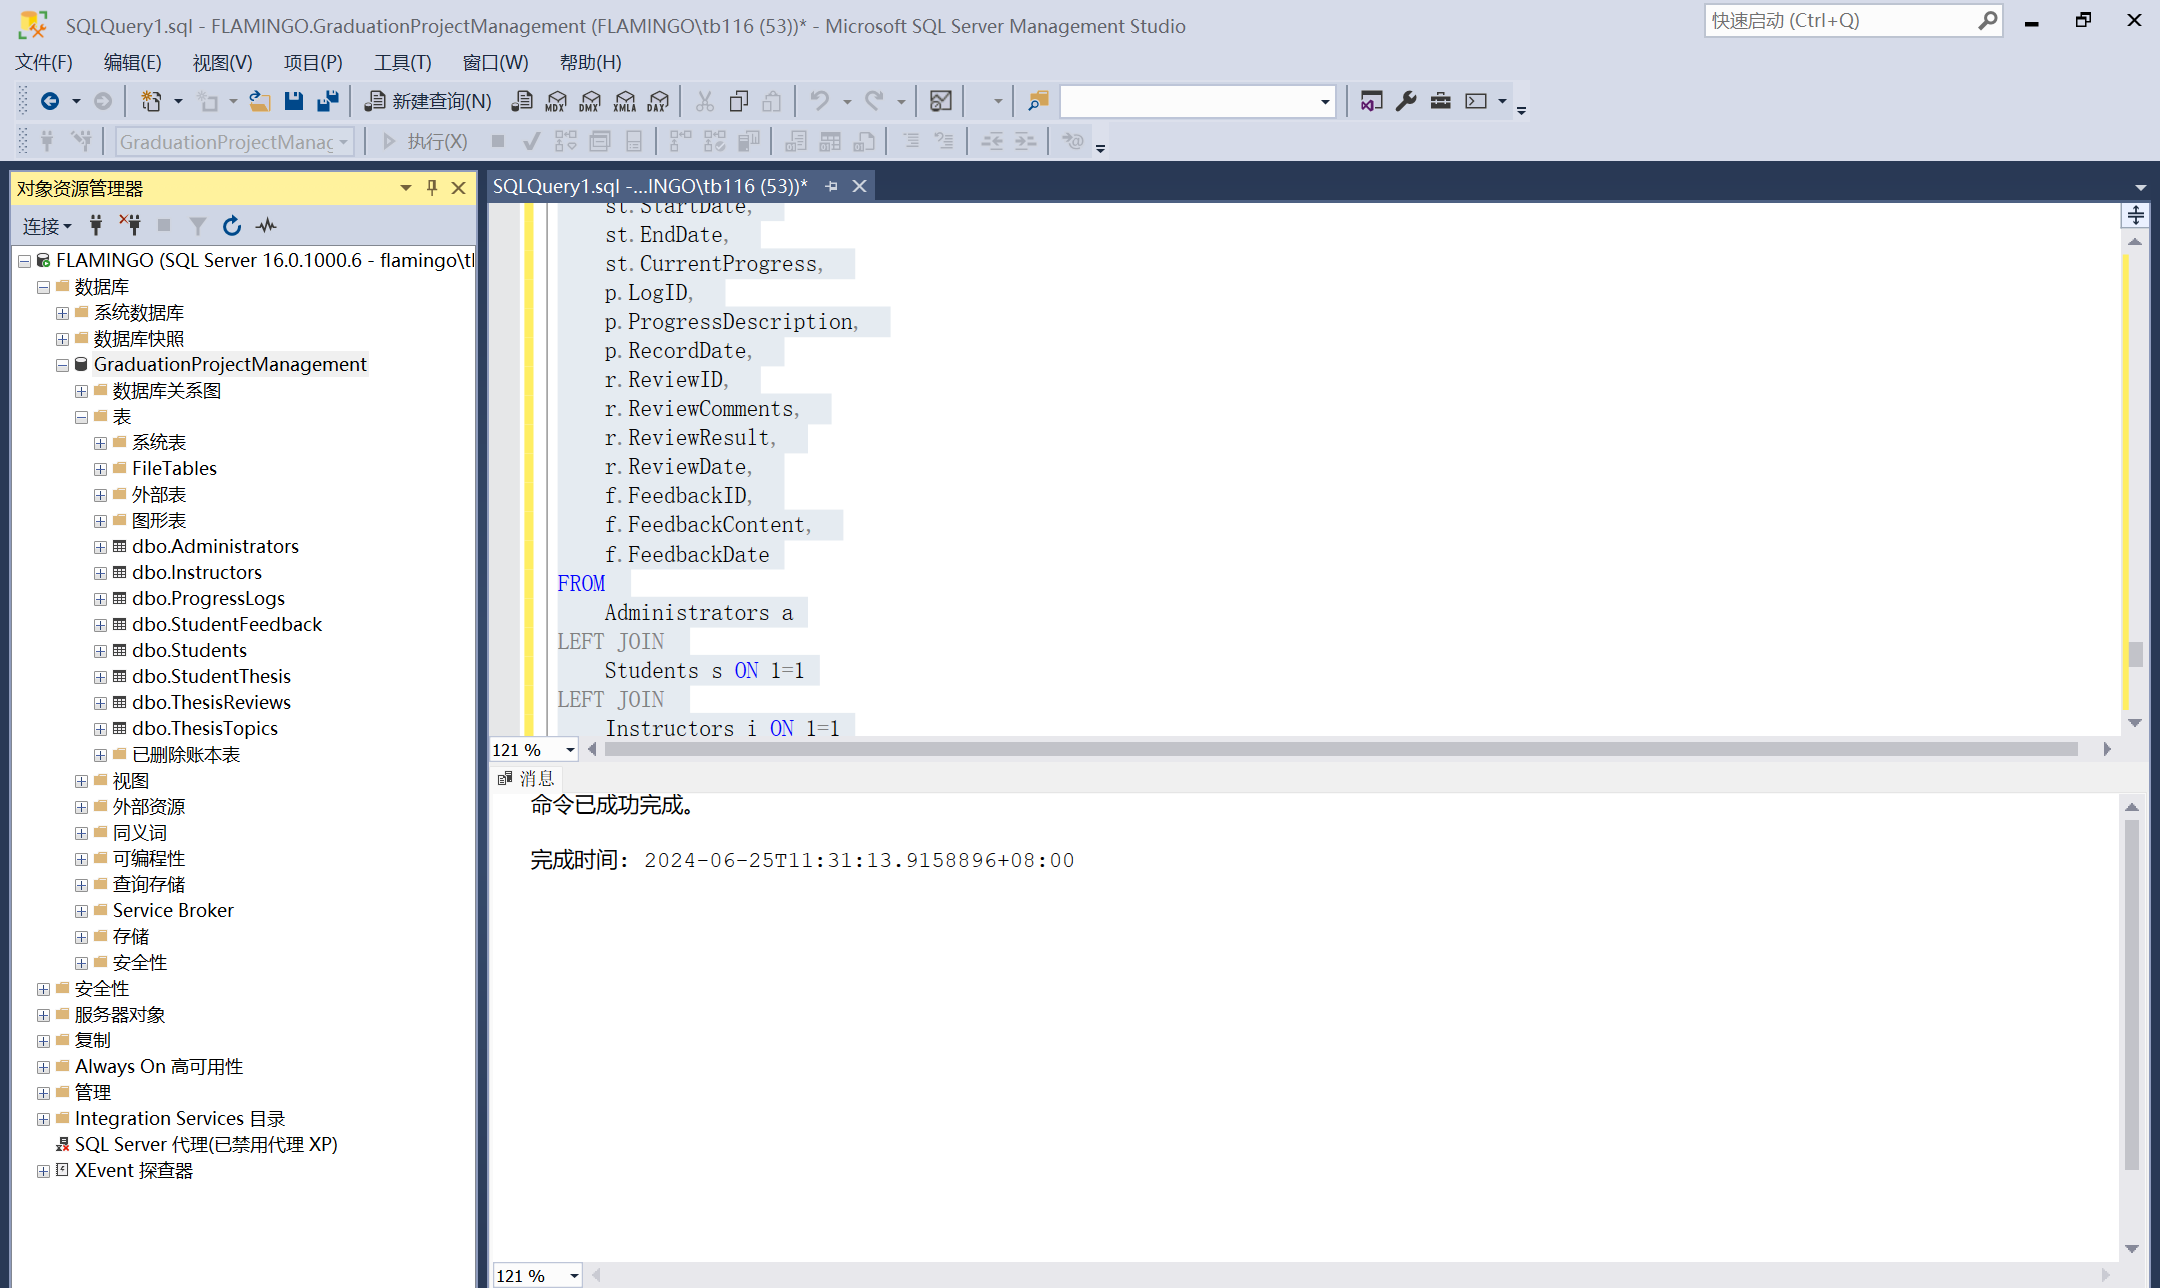 SQLQuery1.sql - FLAMINGO.GraduationProjectManagement (FLAMINGO\tb116 (53))* - Microsoft SQL Server Management Studio
快速启动 (Ctrl+Q)
文件(F) 编辑(E) 视图(V) 项目(P) 工具(T) 窗口(W) 帮助(H)
新建查询(N) MDX DMX XMLA DAX
GraduationProjectManag 执行(X)
对象资源管理器
连接
FLAMINGO (SQL Server 16.0.1000.6 - flamingo\t
数据库
系统数据库
数据库快照
GraduationProjectManagement
数据库关系图
表
系统表
FileTables
外部表
图形表
dbo.Administrators
dbo.Instructors
dbo.ProgressLogs
dbo.StudentFeedback
dbo.Students
dbo.StudentThesis
dbo.ThesisReviews
dbo.ThesisTopics
已删除账本表
视图
外部资源
同义词
可编程性
查询存储
Service Broker
存储
安全性
安全性
服务器对象
复制
Always On 高可用性
管理
Integration Services 目录
SQL Server 代理(已禁用代理 XP)
XEvent 探查器
SQLQuery1.sql -...INGO\tb116 (53))*
st.StartDate,
st.EndDate,
st.CurrentProgress,
p.LogID,
p.ProgressDescription,
p.RecordDate,
r.ReviewID,
r.ReviewComments,
r.ReviewResult,
r.ReviewDate,
f.FeedbackID,
f.FeedbackContent,
f.FeedbackDate
FROM
Administrators a
LEFT JOIN
Students s ON 1=1
LEFT JOIN
Instructors i ON 1=1
121 %
消息
命令已成功完成。
完成时间: 2024-06-25T11:31:13.9158896+08:00
121 %